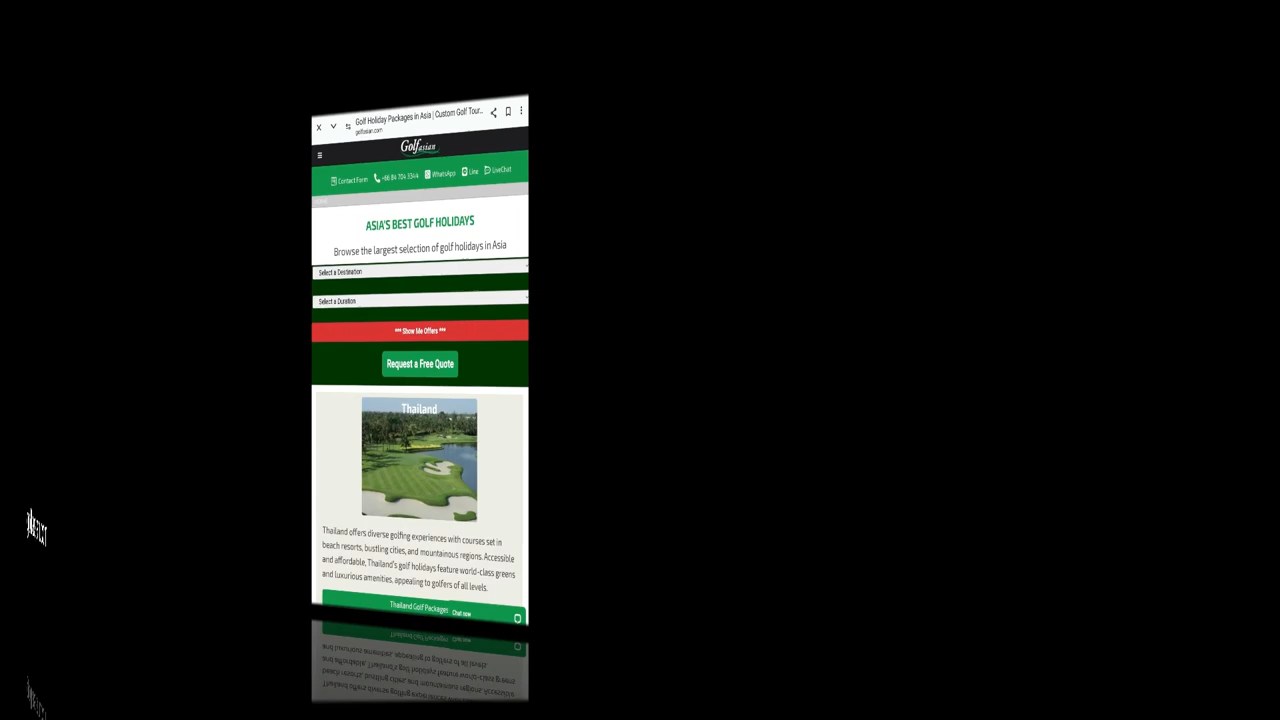 Golf Holiday Packages in Asia | Custom Golf Tour...
golfasian.com
Golfasian
Contact Form +66 84 704 3344 WhatsApp Line LiveChat
ASIA'S BEST GOLF HOLIDAYS
Browse the largest selection of golf holidays in Asia
Select a Destination
Select a Duration
*** Show Me Offers ***
Request a Free Quote
Thailand
Thailand offers diverse golfing experiences with courses set in
beach resorts, bustling cities, and mountainous regions. Accessible
and affordable, Thailand's golf holidays feature world-class greens
and luxurious amenities, appealing to golfers of all levels.
Thailand Golf Packages
Chat now